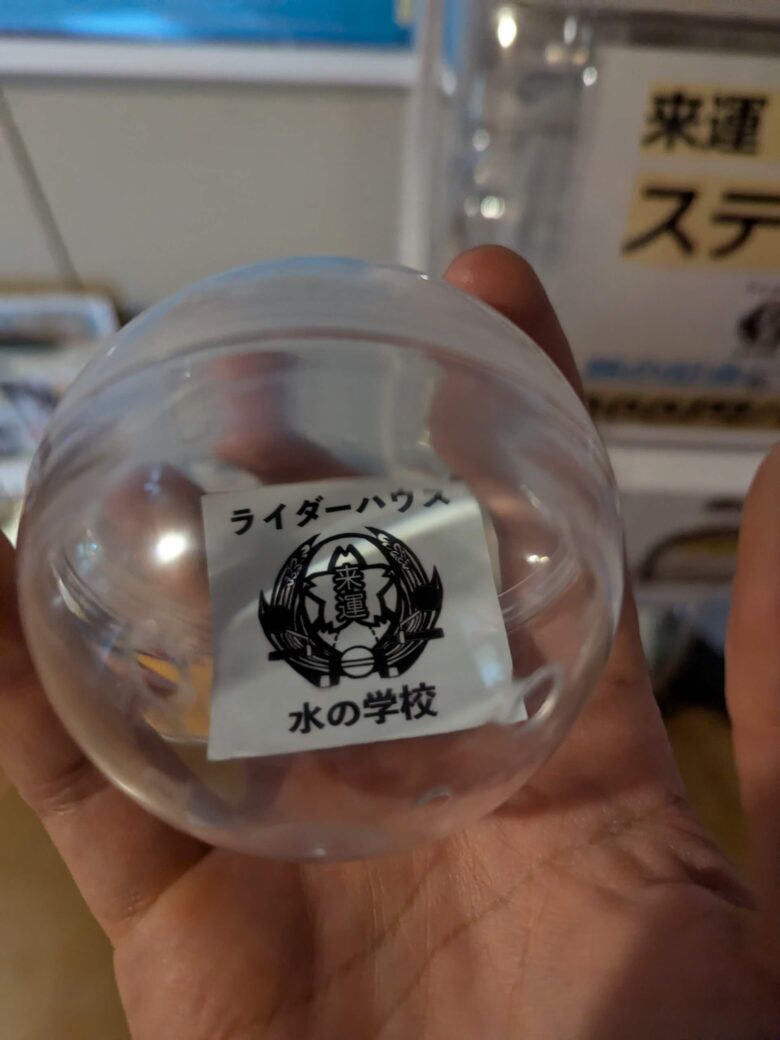 来運
ステ
ライダーハウス
来運
水の学校